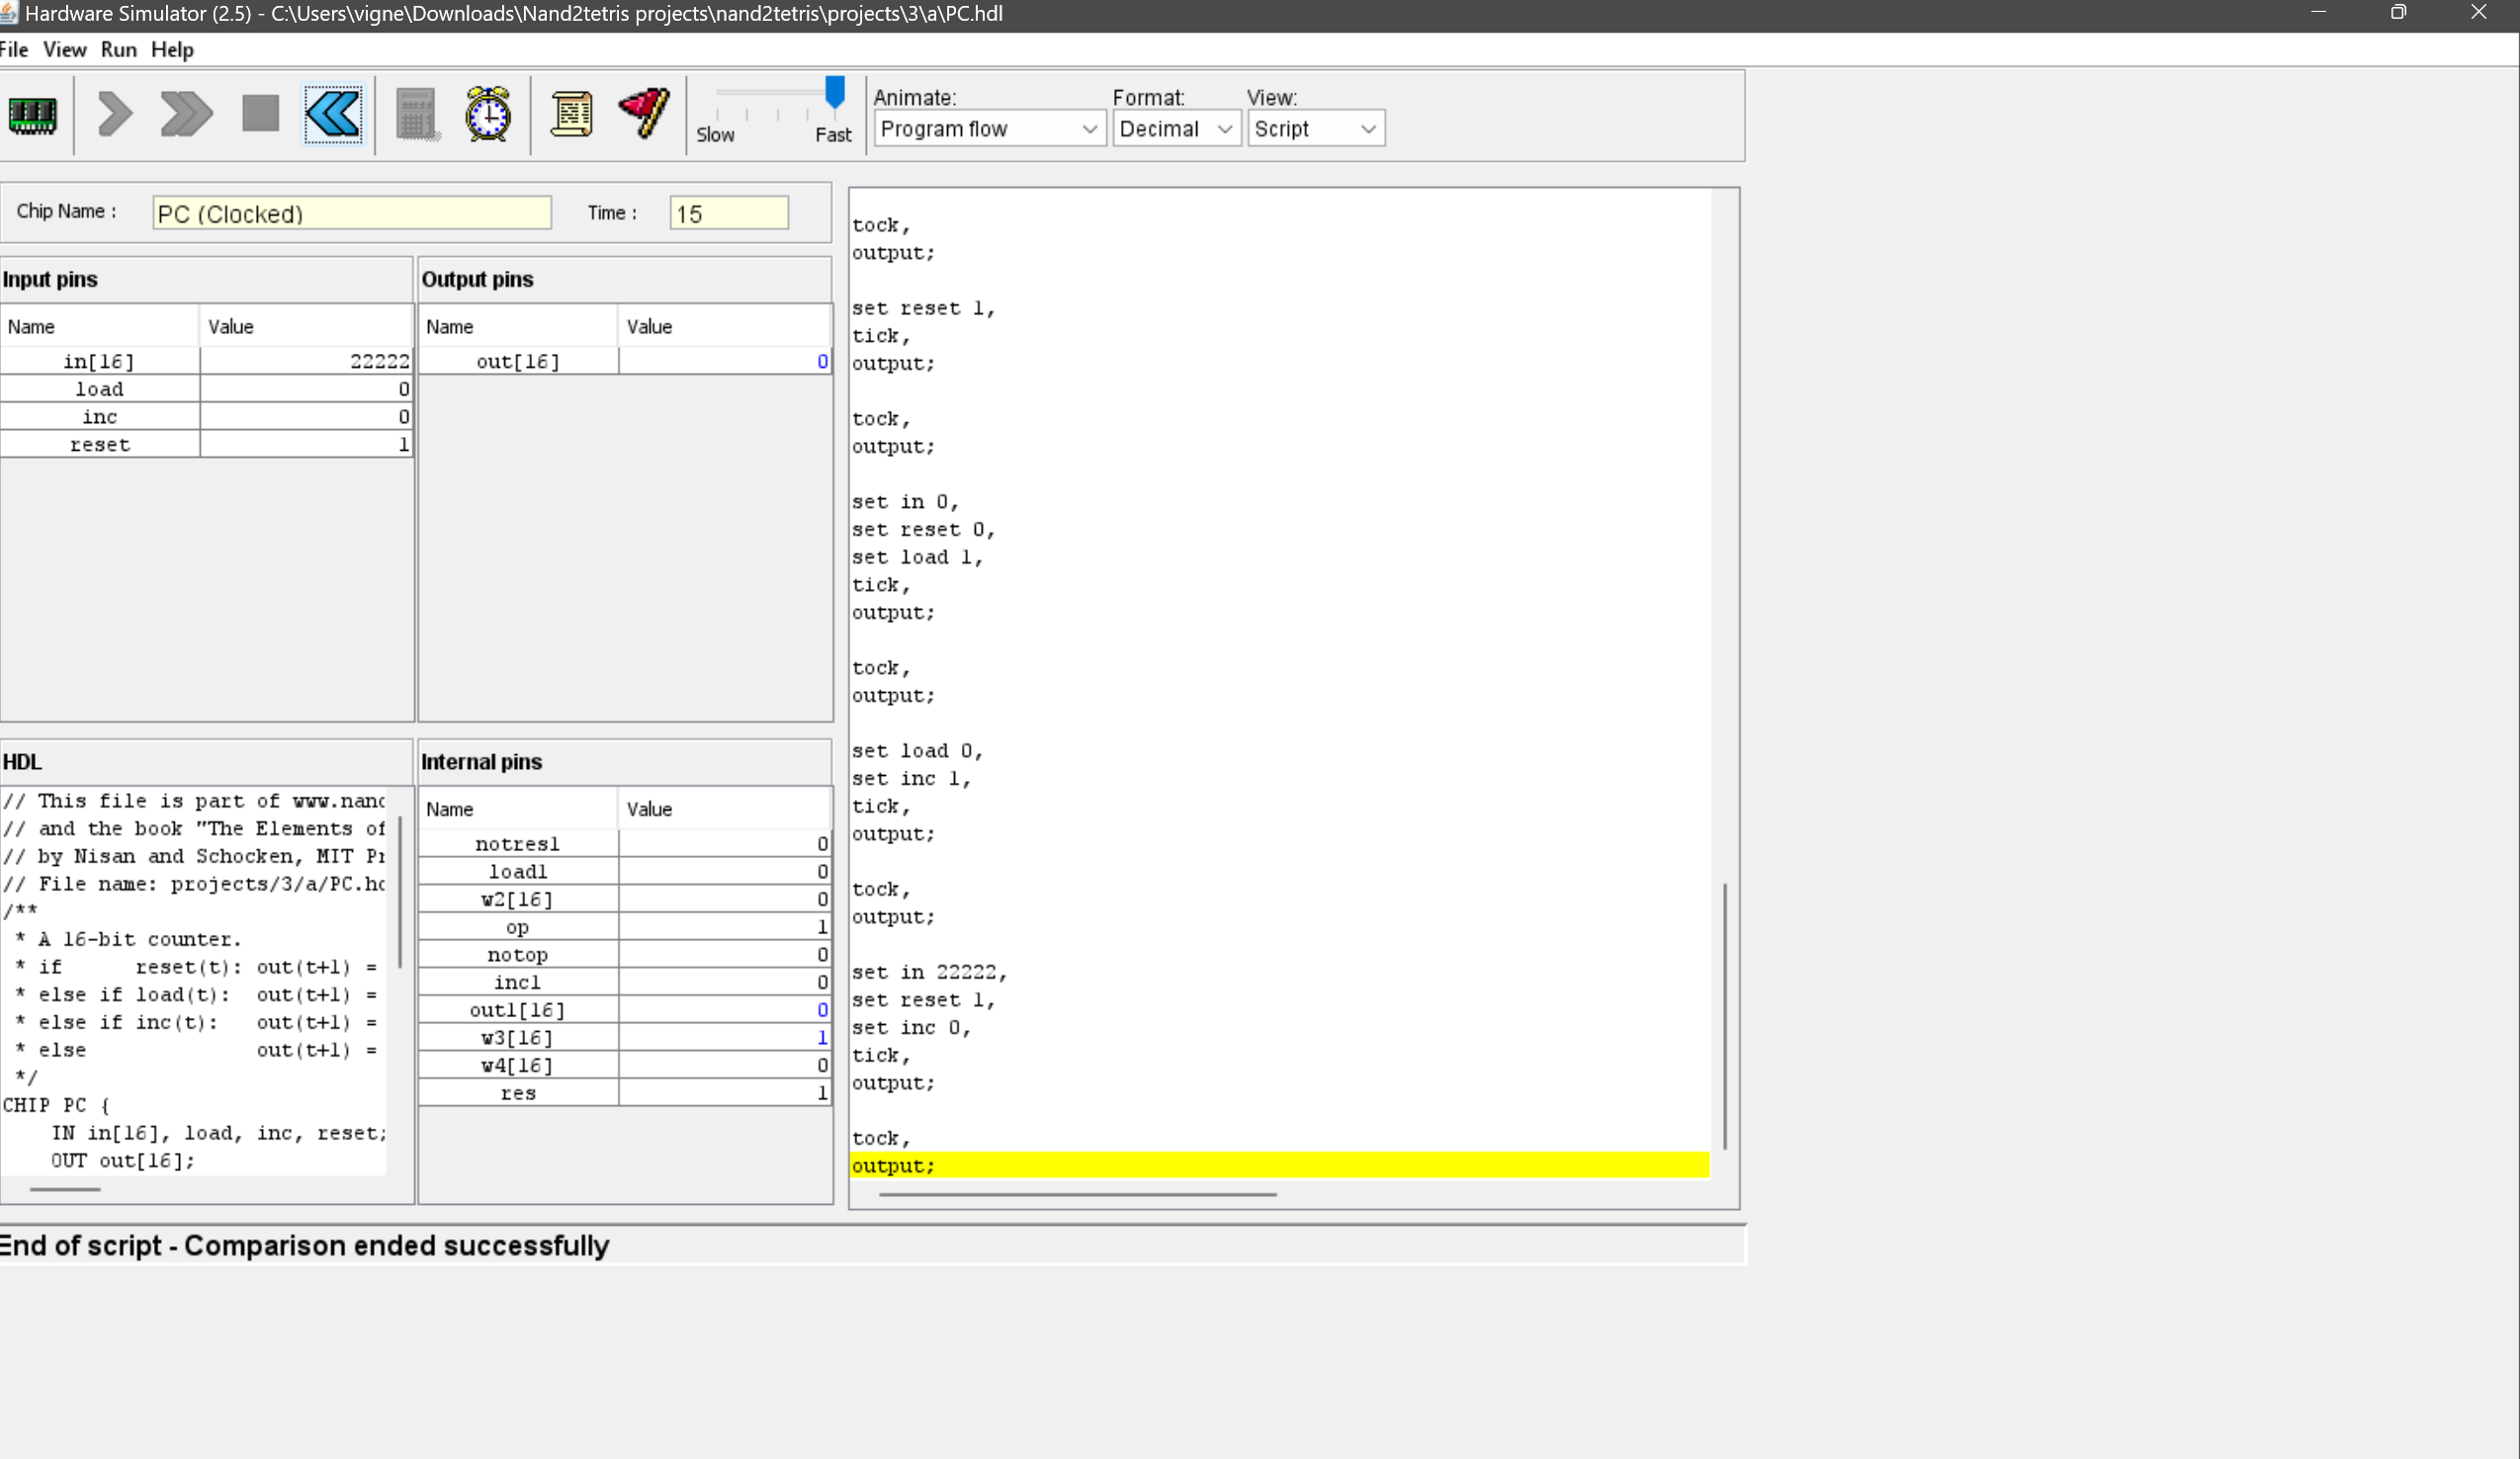 Hardware Simulator (2.5) - C:\Users\vigne\Downloads\Nand2tetris projects\nand2tetris\projects\3\a\PC.hdl
File View Run Help
Slow Fast
Animate: Format: View:
Program flow Decimal Script
Chip Name : PC (Clocked) Time : 15
Input pins
Name Value
in[16] 22222
load 0
inc 0
reset 1
Output pins
Name Value
out[16] 0
HDL
// This file is part of www.nand
// and the book "The Elements of
// by Nisan and Schocken, MIT Pr
// File name: projects/3/a/PC.hd
/**
* A 16-bit counter.
* if reset(t): out(t+1) =
* else if load(t): out(t+1) =
* else if inc(t): out(t+1) =
* else out(t+1) =
*/
CHIP PC {
IN in[16], load, inc, reset;
OUT out[16];
Internal pins
Name Value
notres1 0
load1 0
w2[16] 0
op 1
notop 0
inc1 0
out1[16] 0
w3[16] 1
w4[16] 0
res 1
tock,
output;
set reset 1,
tick,
output;
tock,
output;
set in 0,
set reset 0,
set load 1,
tick,
output;
tock,
output;
set load 0,
set inc 1,
tick,
output;
tock,
output;
set in 22222,
set reset 1,
set inc 0,
tick,
output;
tock,
output;
End of script - Comparison ended successfully